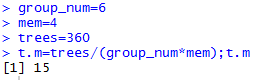 > group_num=6
> mem=4
> trees=360
> t.m=trees/(group_num*mem);t.m
[1] 15